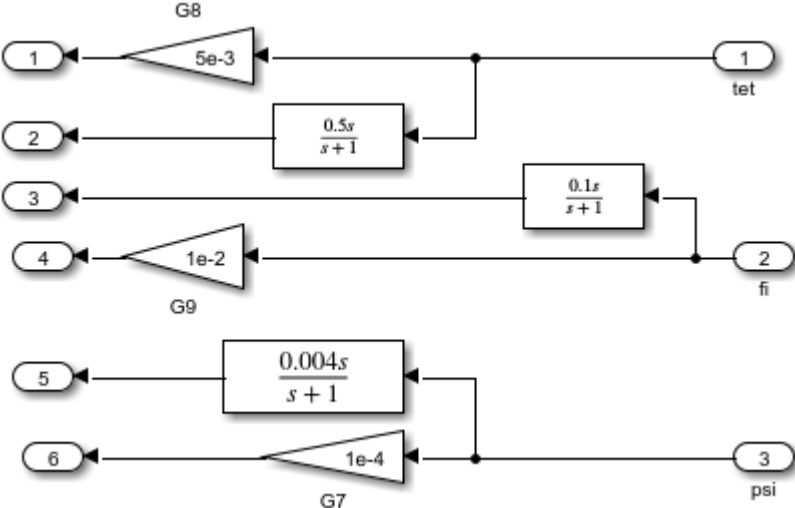 G8
1
5e-3
1
tet
2
0.5s
s + 1
3
0.1s
s + 1
4
1e-2
2
fi
G9
5
0.004s
s + 1
6
1e-4
3
psi
G7